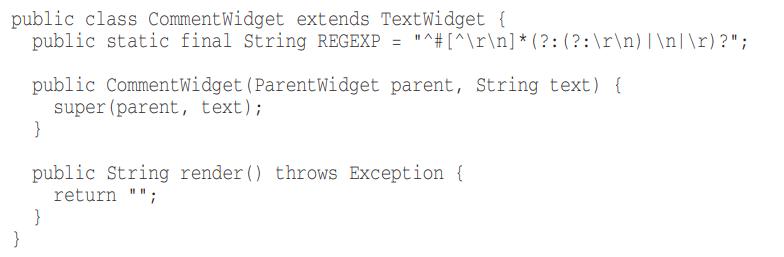 public class CommentWidget extends TextWidget {
  public static final String REGEXP = "^#[^\r\n]*(?:(?:\r\n)|\n|\r)?";

  public CommentWidget(ParentWidget parent, String text) {
    super(parent, text);
  }

  public String render() throws Exception {
    return "";
  }
}